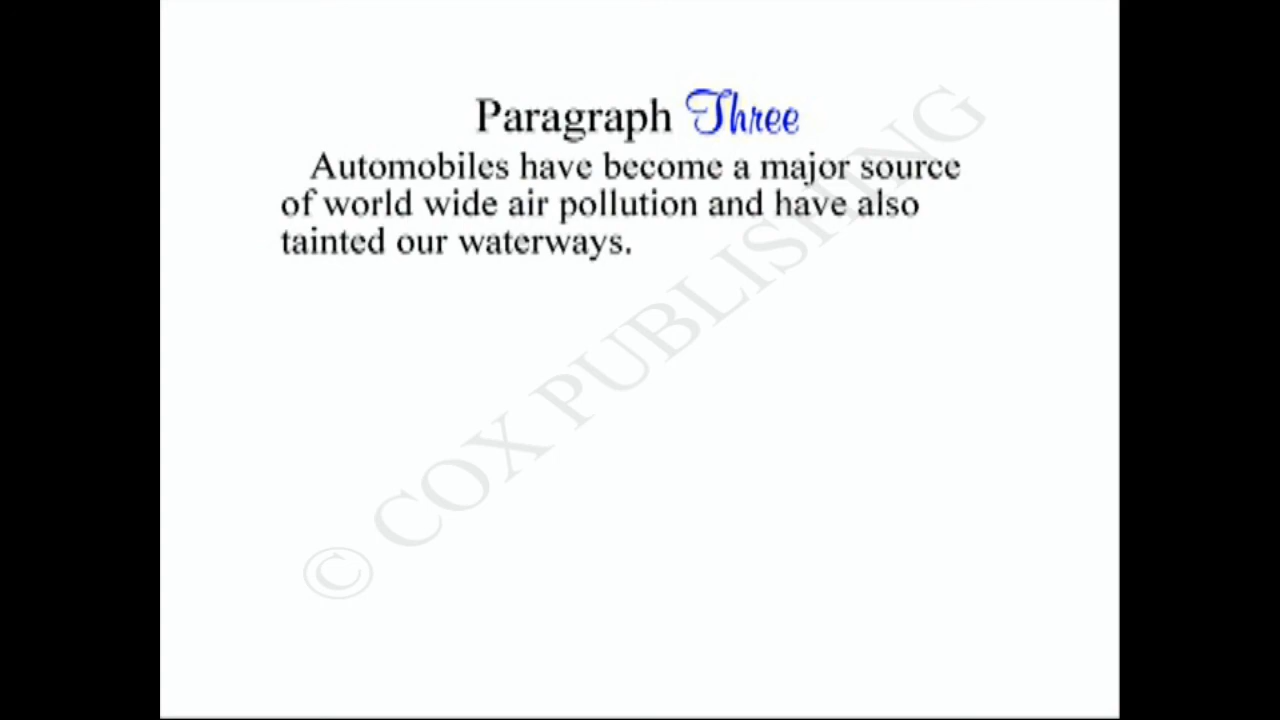 Paragraph Three
Automobiles have become a major source
of world wide air pollution and have also
tainted our waterways.
© COX PUBLISHING